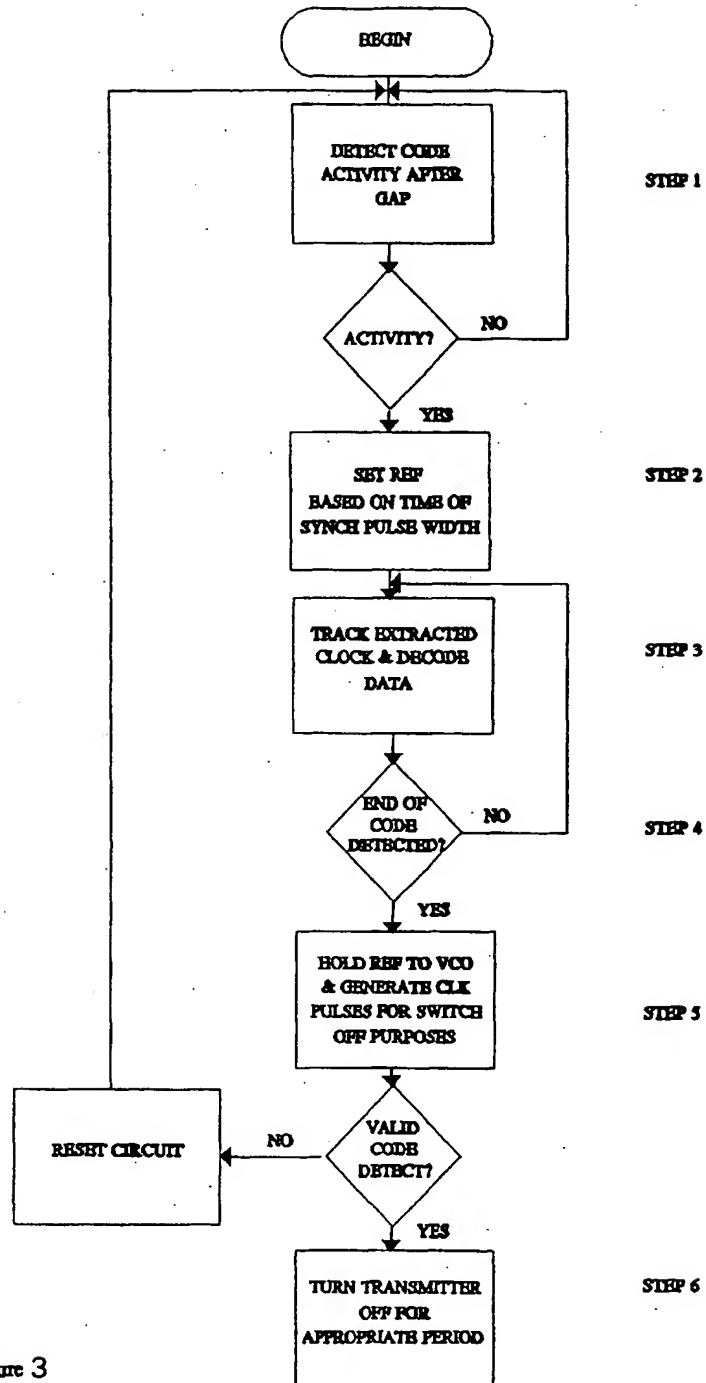 BEGIN
DETECT CODE
ACTIVITY AFTER
GAP
STEP 1
ACTIVITY?
NO
YES
SET REF
BASED ON TIME OF
SYNCH PULSE WIDTH
STEP 2
TRACK EXTRACTED
CLOCK & DECODE
DATA
STEP 3
END OF
CODE
DETECTED?
NO
STEP 4
YES
HOLD REF TO VCO
& GENERATE CLK
PULSES FOR SWITCH
OFF PURPOSES
STEP 5
RESET CIRCUIT
NO
VALID
CODE
DETECT?
YES
TURN TRANSMITTER
OFF FOR
APPROPRIATE PERIOD
STEP 6
ure 3